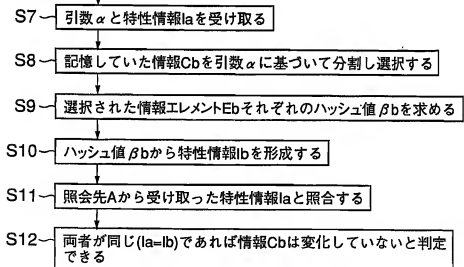 S7 引数αと特性情報Iaを受け取る
S8 記憶していた情報Cbを引数αに基づいて分割し選択する
S9 選択された情報エレメントEbそれぞれのハッシュ値βbを求める
S10 ハッシュ値βbから特性情報Ibを形成する
S11 照会先Aから受け取った特性情報Iaと照合する
S12 両者が同じ(Ia=Ib)であれば情報Cbは変化していないと判定
できる